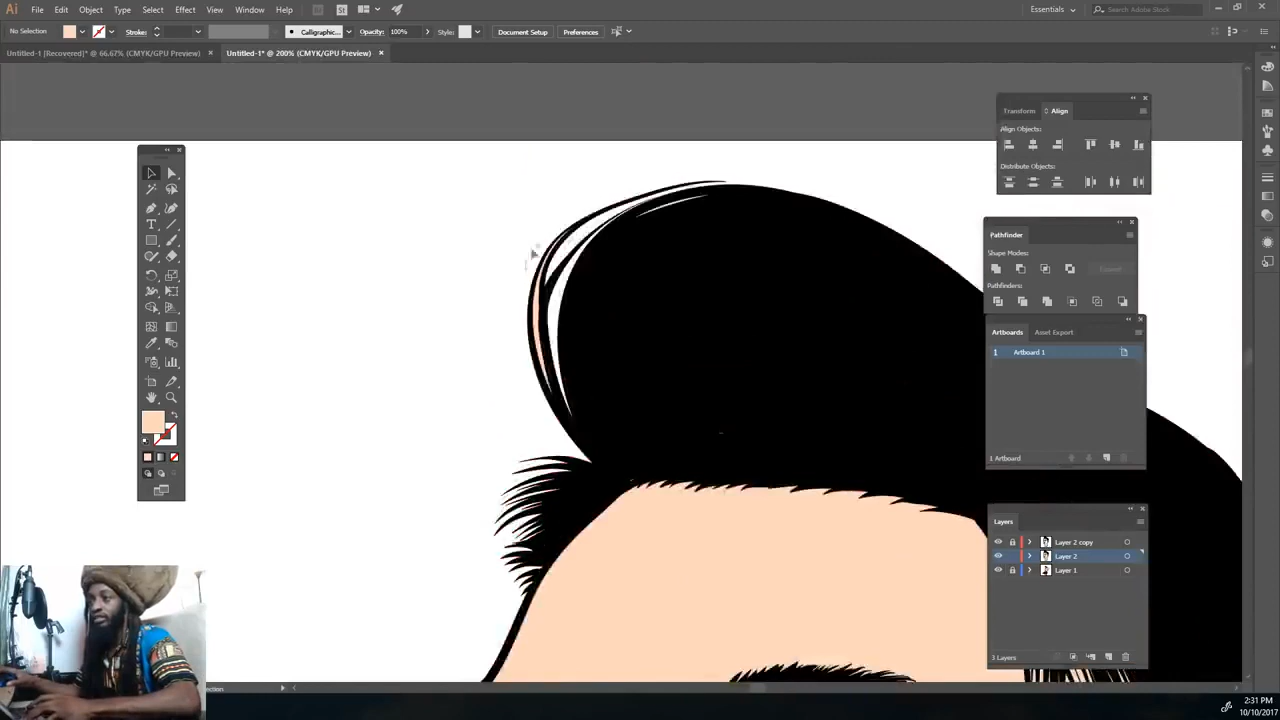 Ai File Edit Object Type Select Effect View Window Help St Essentials Search Adobe Stock
No Selection Stroke: Calligraphic... Opacity: 100% Style: Document Setup Preferences
Untitled-1 [Recovered]* @ 66.67% (CMYK/GPU Preview) Untitled-1* @ 200% (CMYK/GPU Preview)
Transform Align
Align Objects:
Distribute Objects:
Pathfinder
Shape Modes:
Expand
Pathfinders:
Artboards Asset Export
1 Artboard 1
1 Artboard
Layers
Layer 2 copy
Layer 2
Layer 1
3 Layers
2:31 PM
10/10/2017